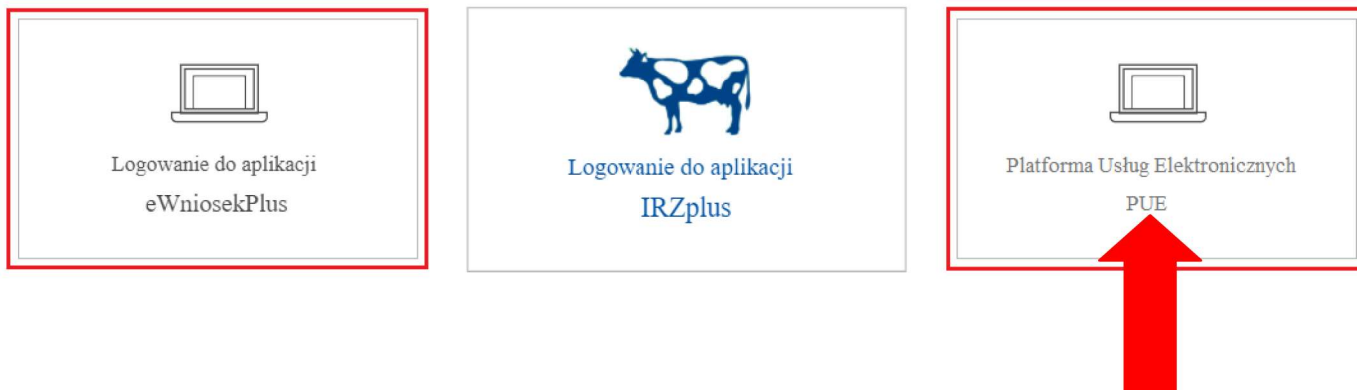 Logowanie do aplikacji
eWniosekPlus
Logowanie do aplikacji
IRZplus
Platforma Usług Elektronicznych
PUE